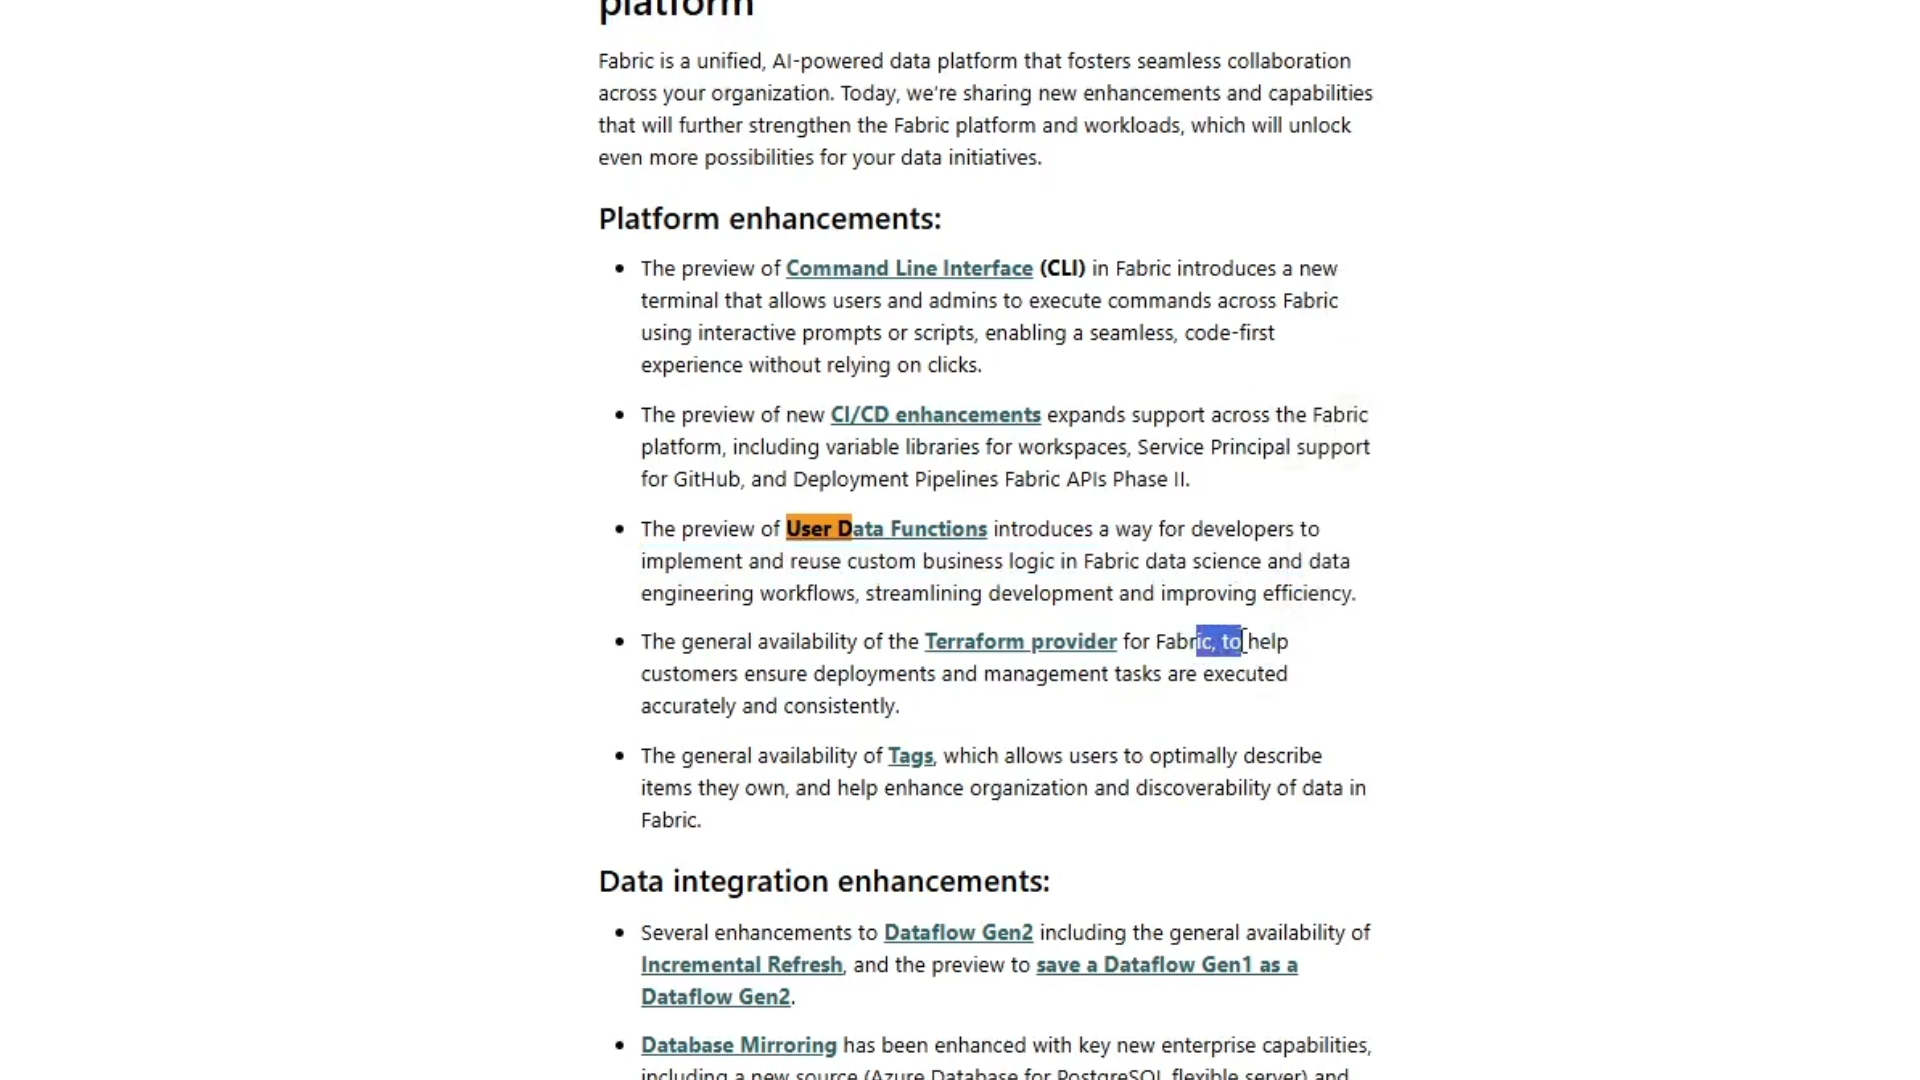 platform
Fabric is a unified, AI-powered data platform that fosters seamless collaboration
across your organization. Today, we're sharing new enhancements and capabilities
that will further strengthen the Fabric platform and workloads, which will unlock
even more possibilities for your data initiatives.
Platform enhancements:
• The preview of Command Line Interface (CLI) in Fabric introduces a new
terminal that allows users and admins to execute commands across Fabric
using interactive prompts or scripts, enabling a seamless, code-first
experience without relying on clicks.
• The preview of new CI/CD enhancements expands support across the Fabric
platform, including variable libraries for workspaces, Service Principal support
for GitHub, and Deployment Pipelines Fabric APIs Phase II.
• The preview of User Data Functions introduces a way for developers to
implement and reuse custom business logic in Fabric data science and data
engineering workflows, streamlining development and improving efficiency.
• The general availability of the Terraform provider for Fabric, to help
customers ensure deployments and management tasks are executed
accurately and consistently.
• The general availability of Tags, which allows users to optimally describe
items they own, and help enhance organization and discoverability of data in
Fabric.
Data integration enhancements:
• Several enhancements to Dataflow Gen2 including the general availability of
Incremental Refresh, and the preview to save a Dataflow Gen1 as a
Dataflow Gen2.
• Database Mirroring has been enhanced with key new enterprise capabilities,
including a new source (Azure Database for PostgreSQL flexible server) and